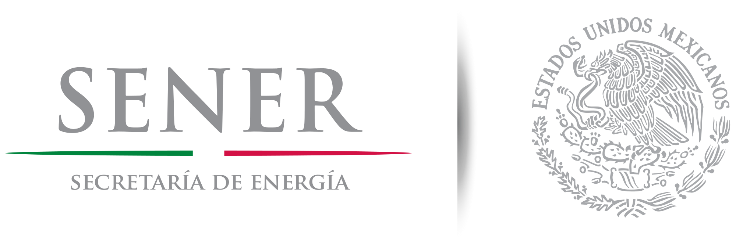 SENER
SECRETARÍA DE ENERGÍA
ESTADOS UNIDOS MEXICANOS